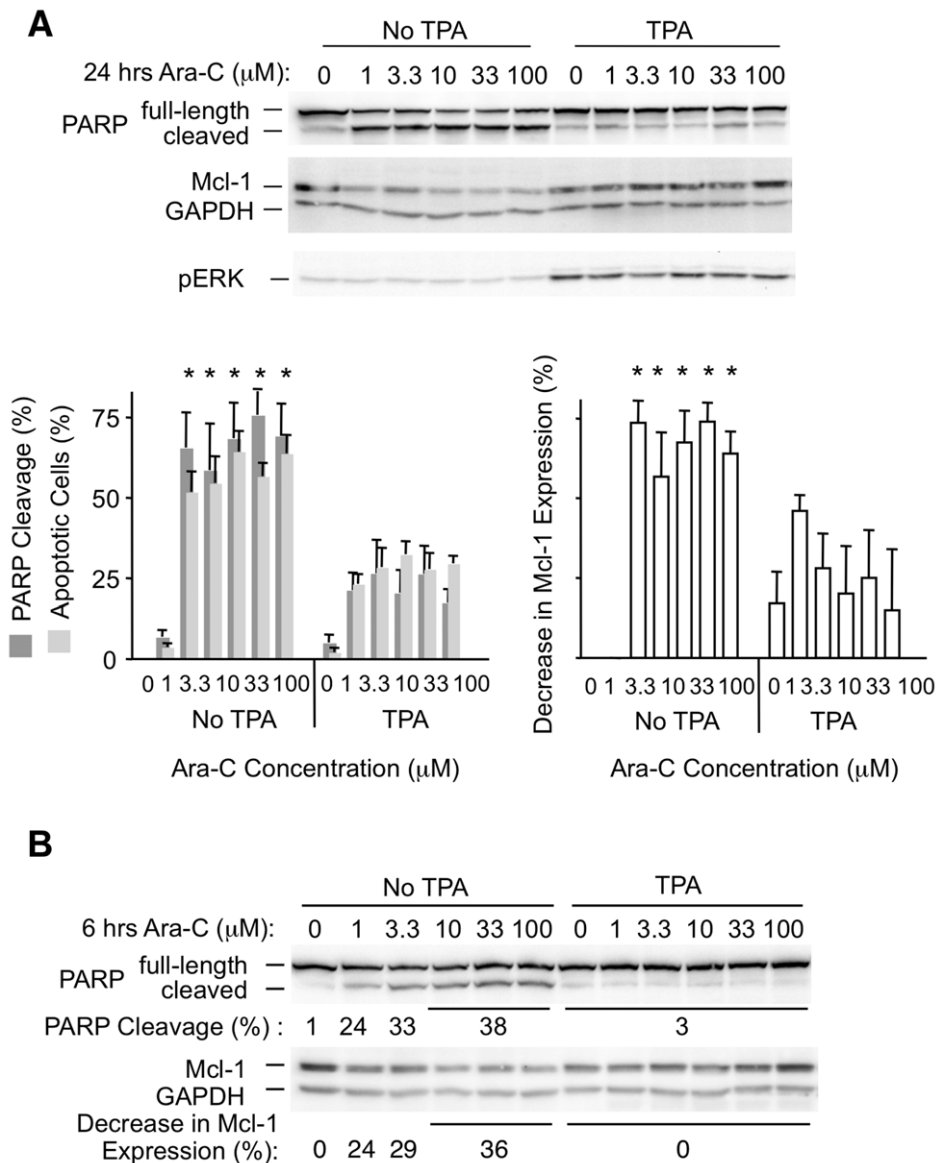 A
No TPA TPA
24 hrs Ara-C (μM): 0 1 3.3 10 33 100 0 1 3.3 10 33 100
PARP full-length
cleaved
Mcl-1
GAPDH
pERK
PARP Cleavage (%)
Apoptotic Cells (%)
* * * * *
75
50
25
0
0 1 3.3 10 33 100 0 1 3.3 10 33 100
No TPA TPA
Ara-C Concentration (μM)
Decrease in Mcl-1 Expression (%)
* * * * *
0 1 3.3 10 33 100 0 1 3.3 10 33 100
No TPA TPA
Ara-C Concentration (μM)
B
No TPA TPA
6 hrs Ara-C (μM): 0 1 3.3 10 33 100 0 1 3.3 10 33 100
PARP full-length
cleaved
PARP Cleavage (%) : 1 24 33 38 3
Mcl-1
GAPDH
Decrease in Mcl-1
Expression (%): 0 24 29 36 0